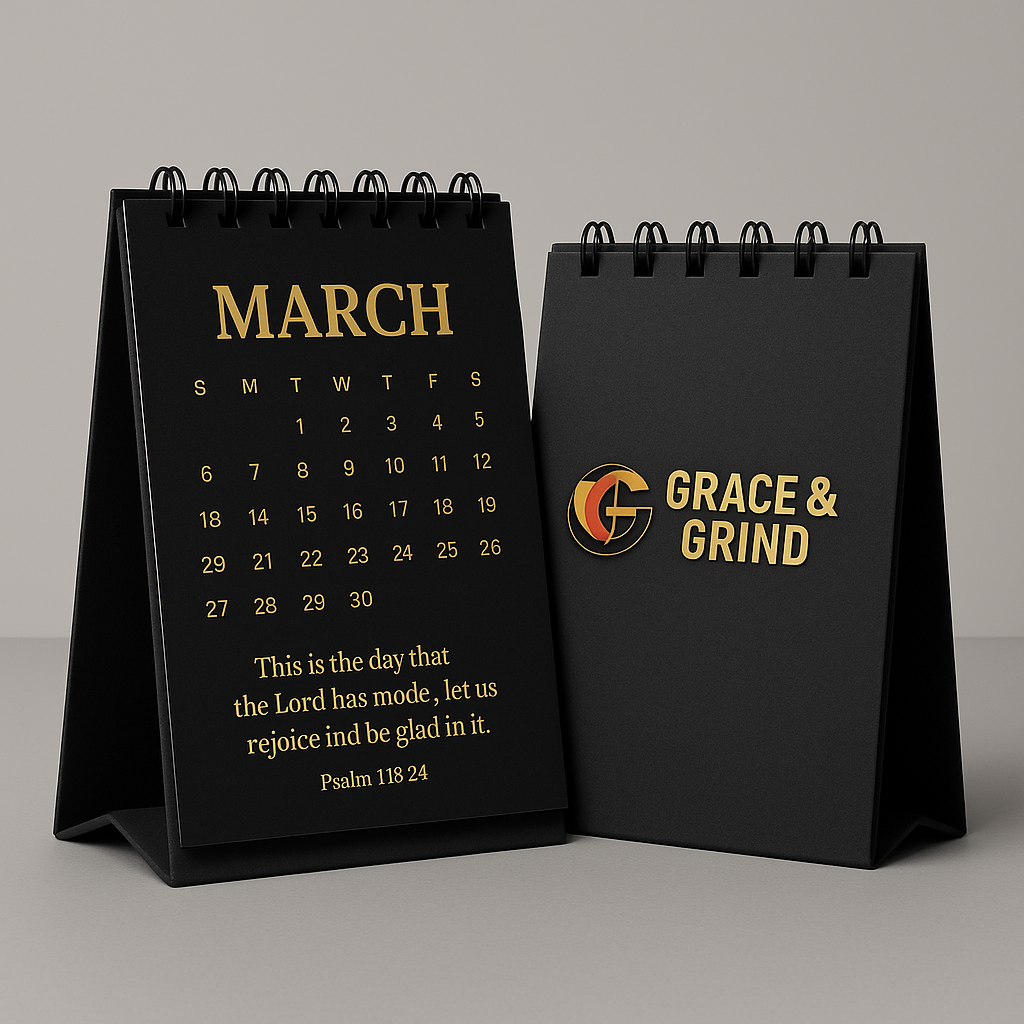 MARCH
S M T W T F S
1 2 3 4 5
6 7 8 9 10 11 12
18 14 15 16 17 18 19
29 21 22 23 24 25 26
27 28 29 30
This is the day that
the Lord has mode, let us
rejoice ind be glad in it.
Psalm 118 24
GRACE &
GRIND